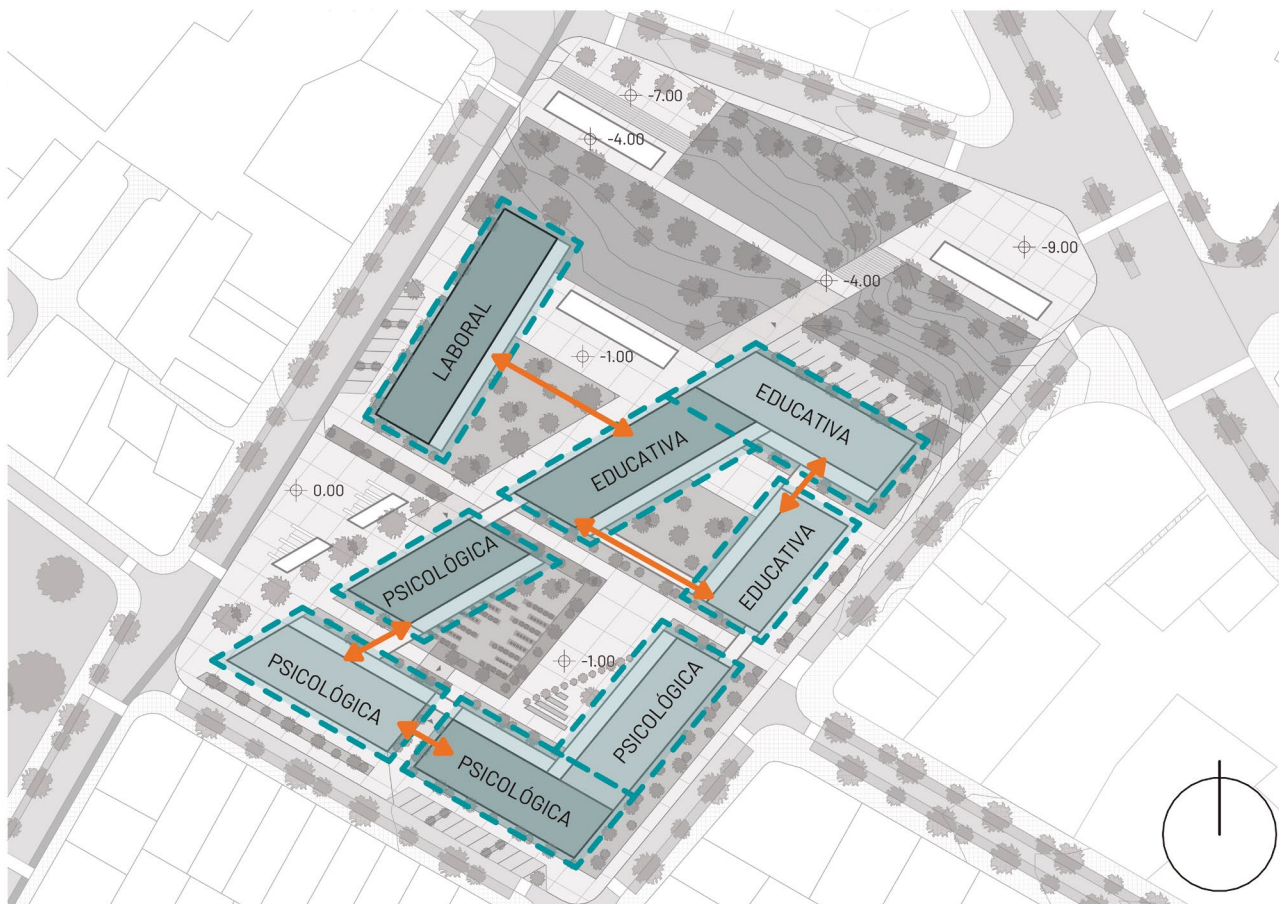 -7.00
-4.00
-9.00
-4.00
LABORAL
-1.00
EDUCATIVA
EDUCATIVA
0.00
EDUCATIVA
PSICOLÓGICA
-1.00
PSICOLÓGICA
PSICOLÓGICA
PSICOLÓGICA